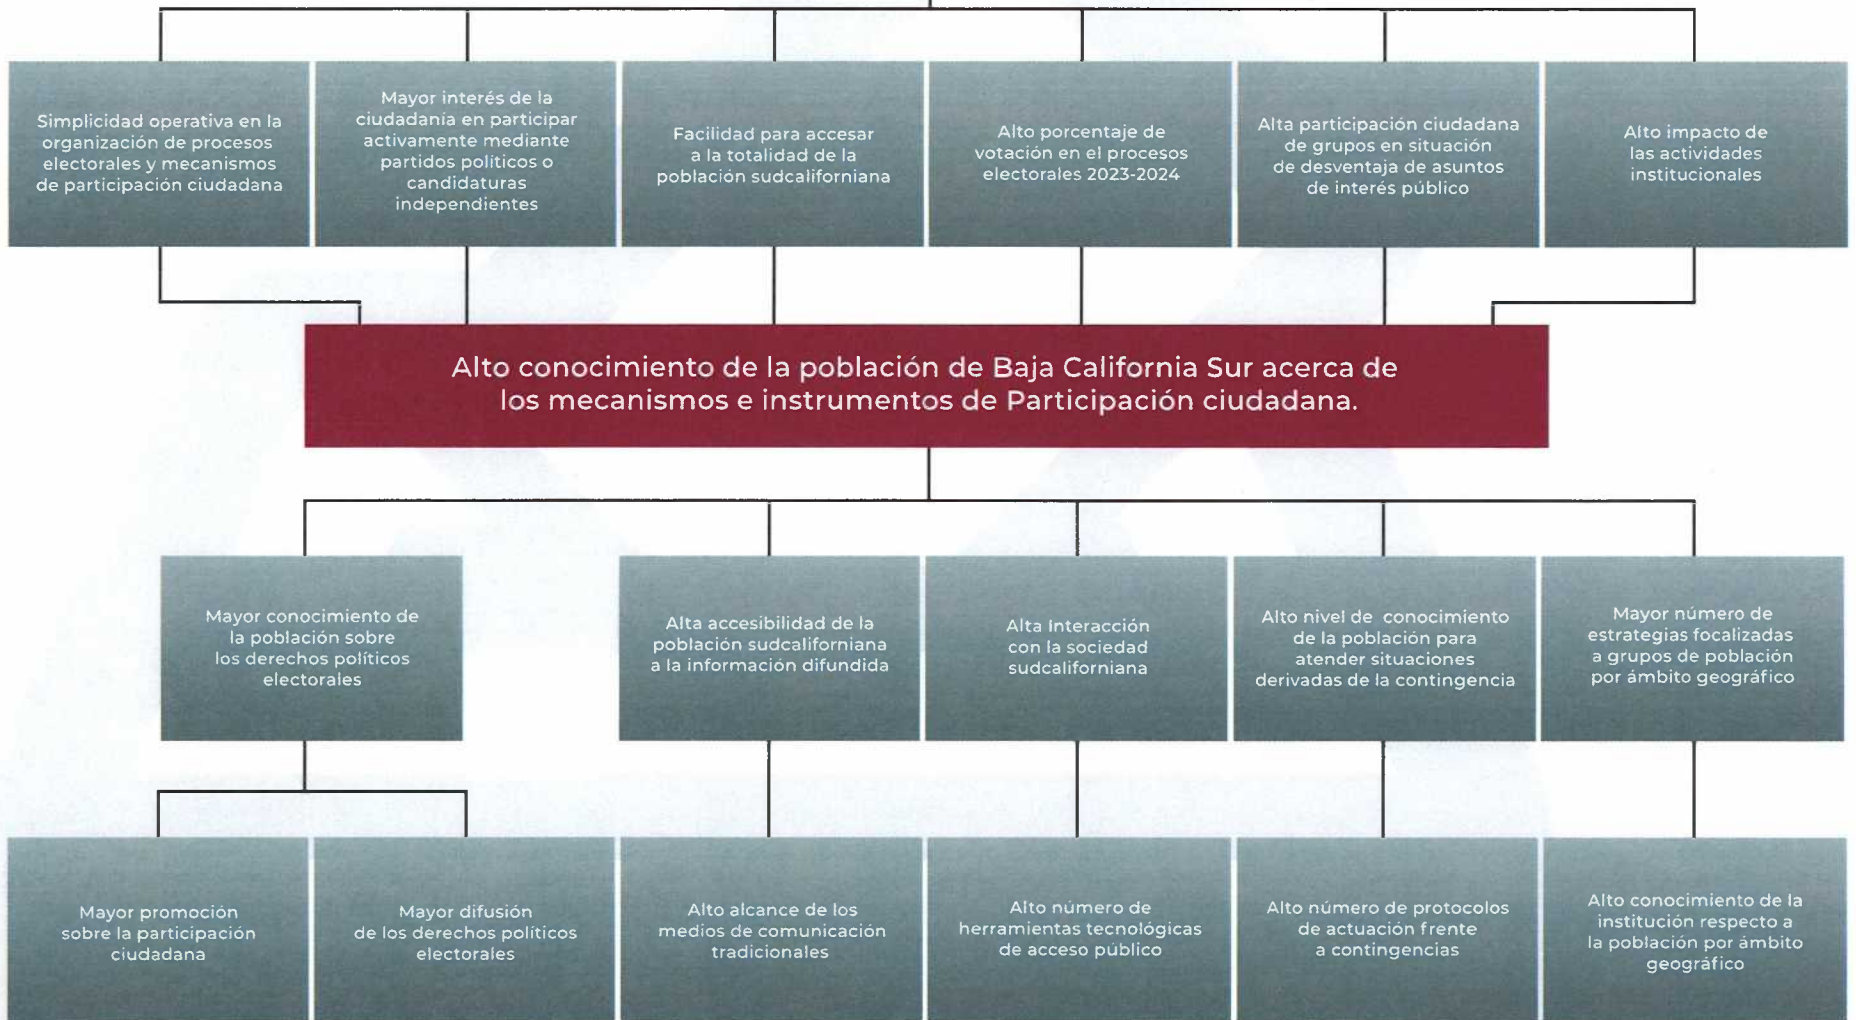 Simplicidad operativa en la
organización de procesos
electorales y mecanismos
de participación ciudadana
Mayor interés de la
ciudadanía en participar
activamente mediante
partidos políticos o
candidaturas
independientes
Facilidad para accesar
a la totalidad de la
población sudcaliforniana
Alto porcentaje de
votación en el procesos
electorales 2023-2024
Alta participación ciudadana
de grupos en situación
de desventaja de asuntos
de interés público
Alto impacto de
las actividades
institucionales
Alto conocimiento de la población de Baja California Sur acerca de
los mecanismos e instrumentos de Participación ciudadana.
Mayor conocimiento de
la población sobre
los derechos políticos
electorales
Alta accesibilidad de la
población sudcaliforniana
a la información difundida
Alta Interacción
con la sociedad
sudcaliforniana
Alto nivel de conocimiento
de la población para
atender situaciones
derivadas de la contingencia
Mayor número de
estrategias focalizadas
a grupos de población
por ámbito geográfico
Mayor promoción
sobre la participación
ciudadana
Mayor difusión
de los derechos políticos
electorales
Alto alcance de los
medios de comunicación
tradicionales
Alto número de
herramientas tecnológicas
de acceso público
Alto número de protocolos
de actuación frente
a contingencias
Alto conocimiento de la
institución respecto a
la población por ámbito
geográfico